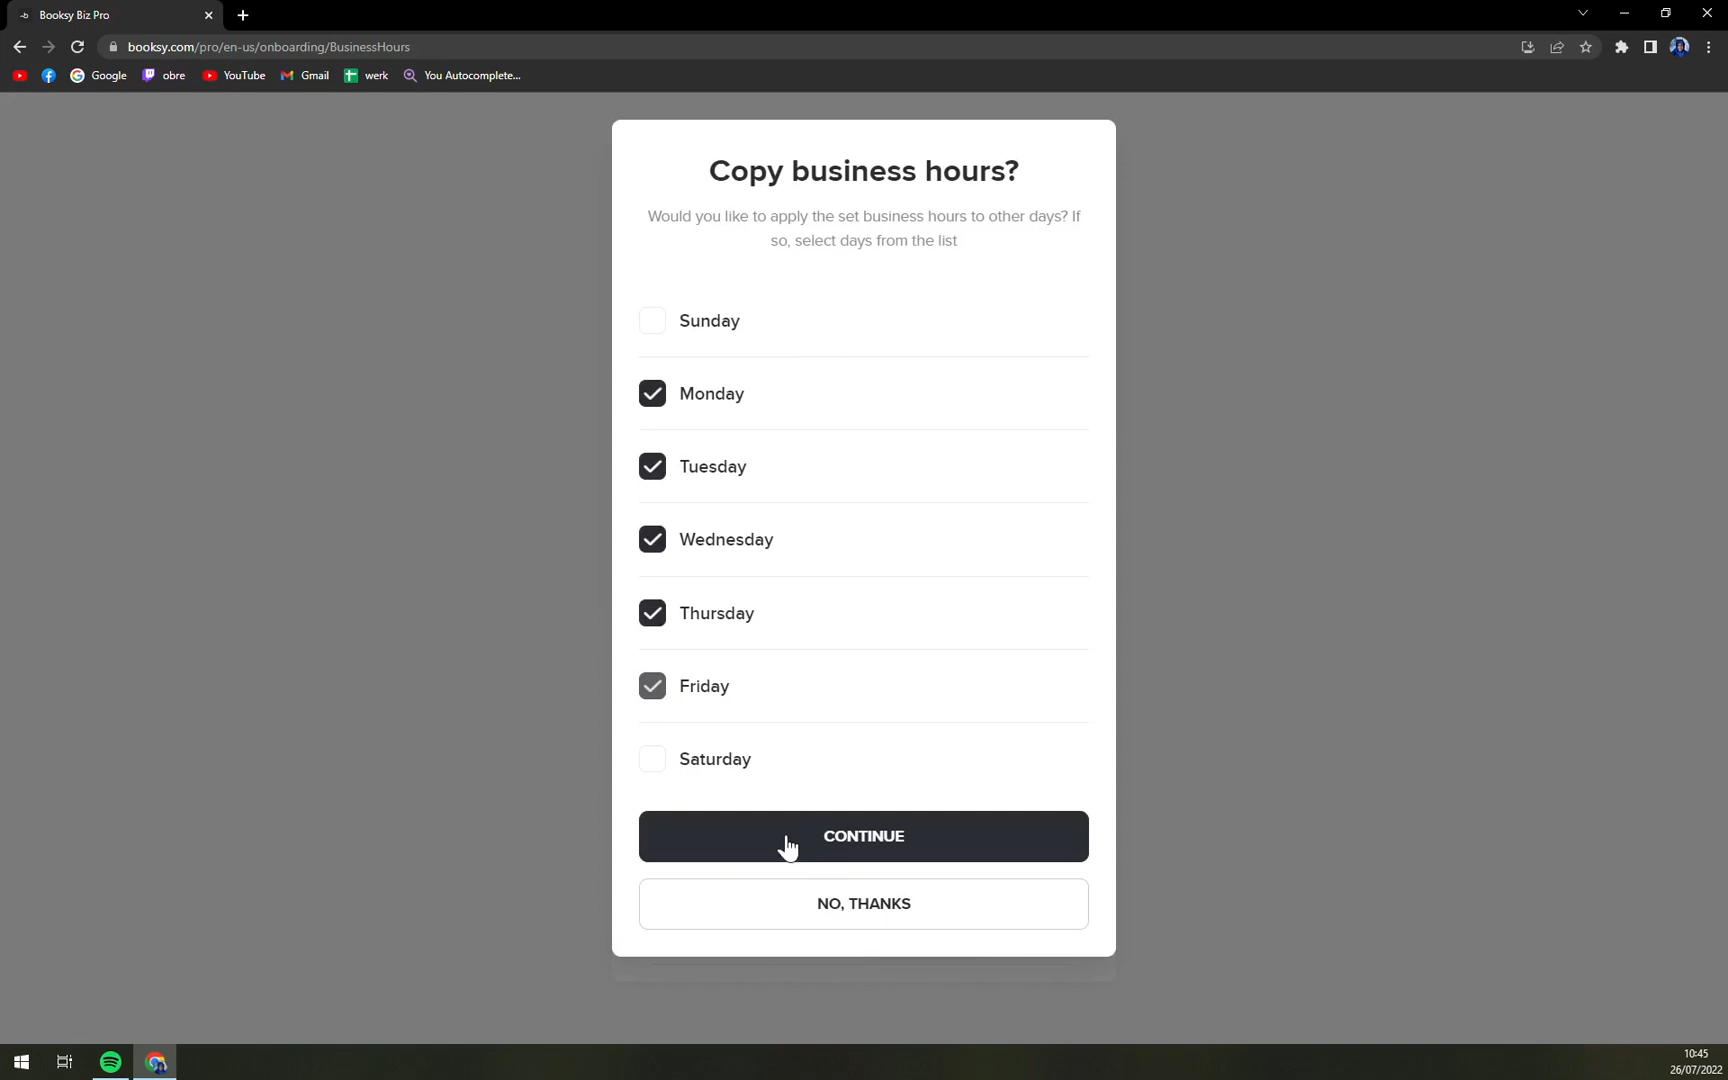 Booksy Biz Pro
booksy.com/pro/en-us/onboarding/BusinessHours
Google
obre
YouTube
Gmail
werk
You Autocomplete...
Copy business hours?
Would you like to apply the set business hours to other days? If
so, select days from the list
Sunday
Monday
Tuesday
Wednesday
Thursday
Friday
Saturday
CONTINUE
NO, THANKS
10:45
26/07/2022